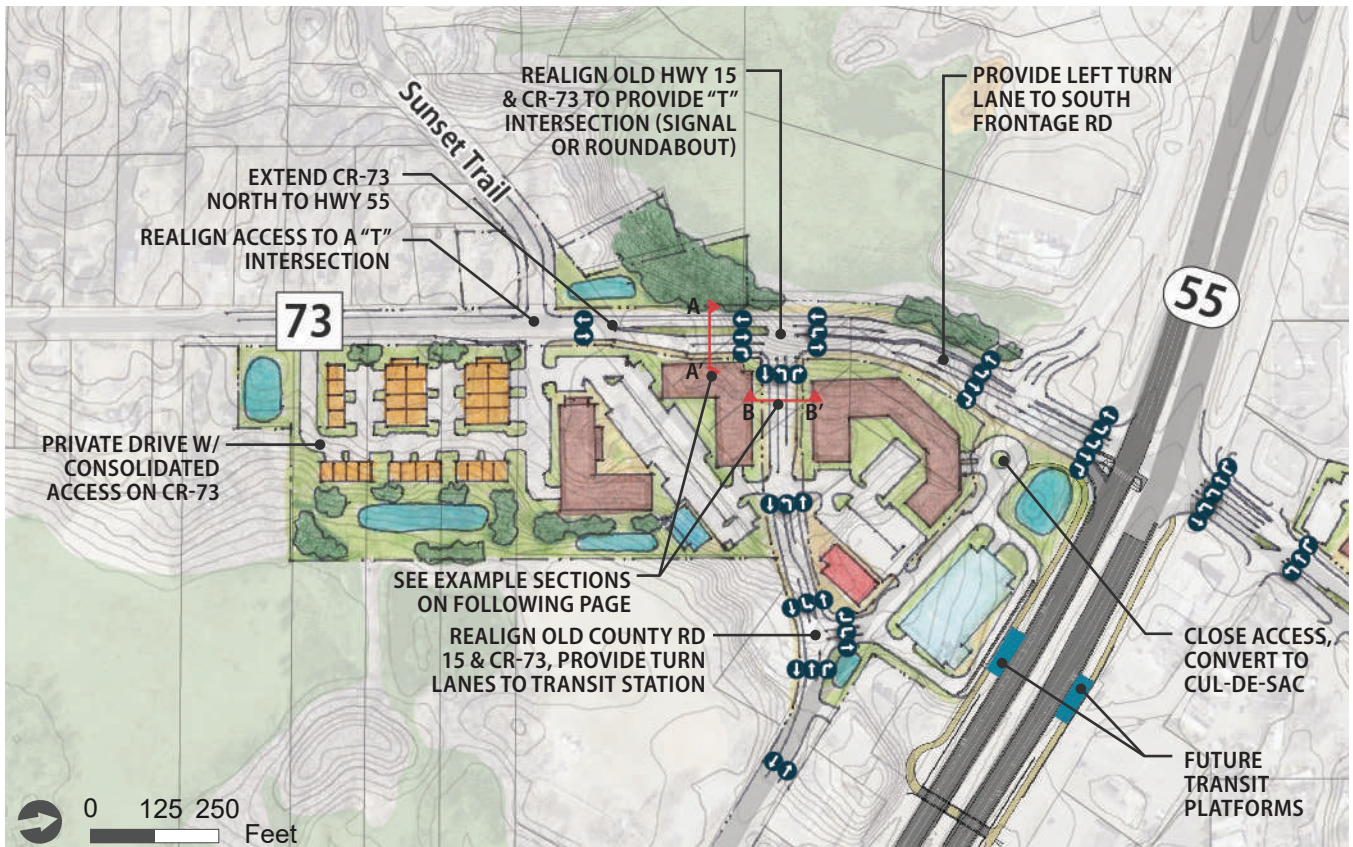 REALIGN OLD HWY 15
& CR-73 TO PROVIDE “T”
INTERSECTION (SIGNAL
OR ROUNDABOUT)
PROVIDE LEFT TURN
LANE TO SOUTH
FRONTAGE RD
Sunset Trail
EXTEND CR-73
NORTH TO HWY 55
REALIGN ACCESS TO A “T”
INTERSECTION
73
55
A
A'
B
B'
PRIVATE DRIVE W/
CONSOLIDATED
ACCESS ON CR-73
SEE EXAMPLE SECTIONS
ON FOLLOWING PAGE
REALIGN OLD COUNTY RD
15 & CR-73, PROVIDE TURN
LANES TO TRANSIT STATION
CLOSE ACCESS,
CONVERT TO
CUL-DE-SAC
FUTURE
TRANSIT
PLATFORMS
0 125 250
Feet